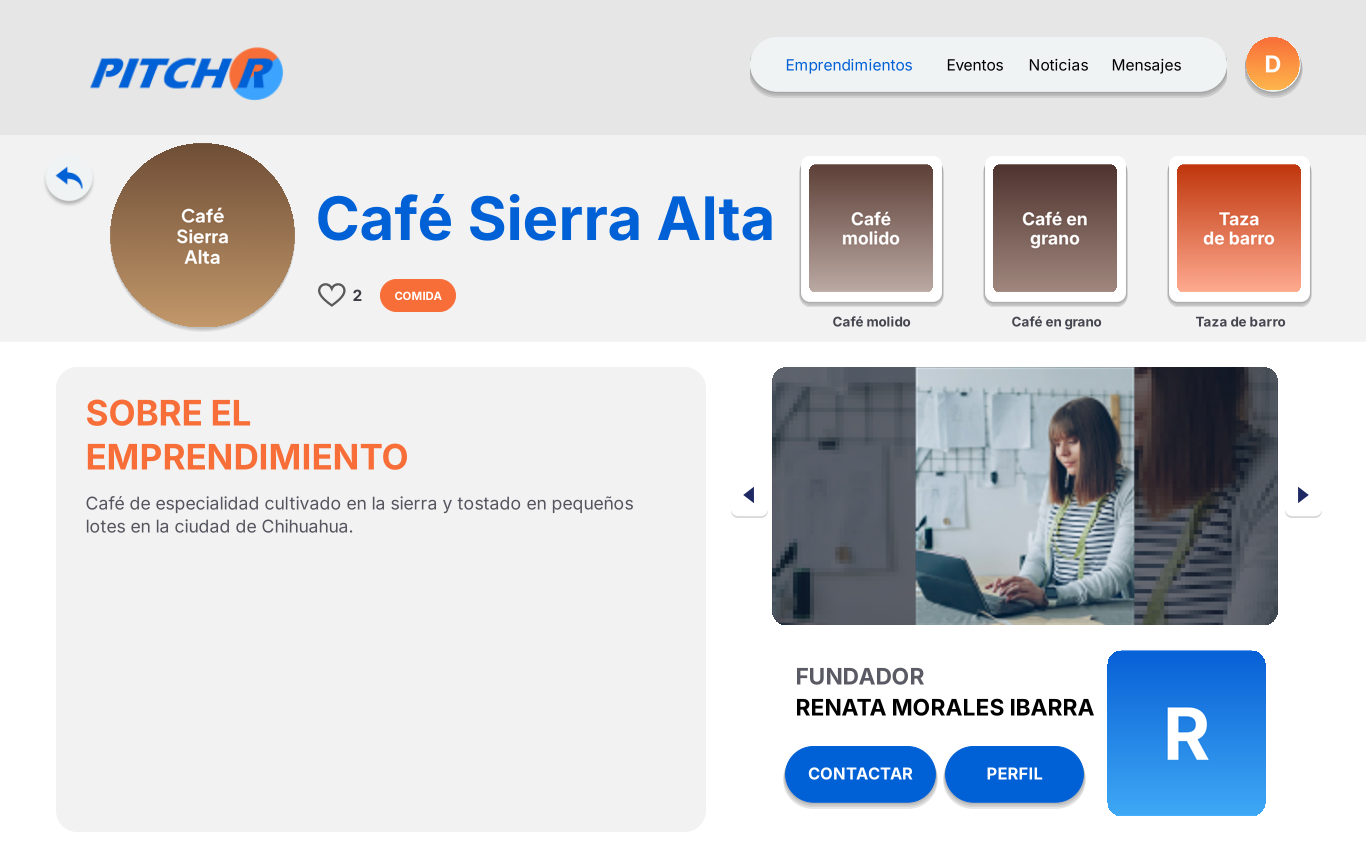 PITCHR
Emprendimientos
Eventos
Noticias
Mensajes
D
Café
Sierra
Alta
Café Sierra Alta
2
COMIDA
Café
molido
Café molido
Café en
grano
Café en grano
Taza
de barro
Taza de barro
SOBRE EL
EMPRENDIMIENTO
Café de especialidad cultivado en la sierra y tostado en pequeños
lotes en la ciudad de Chihuahua.
FUNDADOR
RENATA MORALES IBARRA
CONTACTAR
PERFIL
R